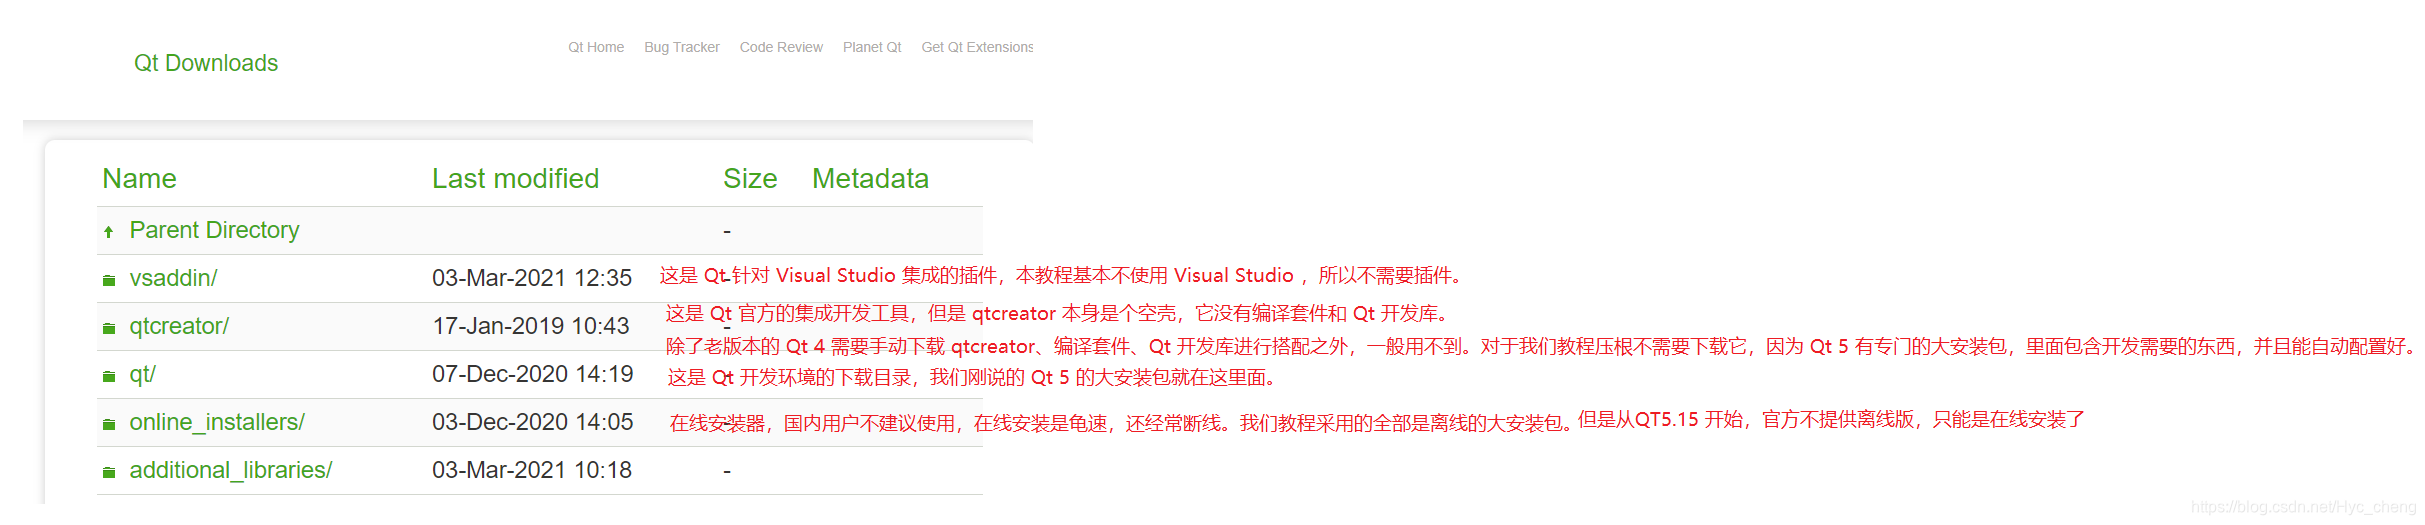 Qt Downloads
Qt Home Bug Tracker Code Review Planet Qt Get Qt Extensions
Name Last modified Size Metadata
Parent Directory -
vsaddin/ 03-Mar-2021 12:35 -
这是 Qt 针对 Visual Studio 集成的插件，本教程基本不使用 Visual Studio ，所以不需要插件。
qtcreator/ 17-Jan-2019 10:43 -
这是 Qt 官方的集成开发工具，但是 qtcreator 本身是个空壳，它没有编译套件和 Qt 开发库。
除了老版本的 Qt 4 需要手动下载 qtcreator、编译套件、Qt 开发库进行搭配之外，一般用不到。对于我们教程压根不需要下载它，因为 Qt 5 有专门的大安装包，里面包含开发需要的东西，并且能自动配置好。
qt/ 07-Dec-2020 14:19
这是 Qt 开发环境的下载目录，我们刚说的 Qt 5 的大安装包就在这里面。
online_installers/ 03-Dec-2020 14:05 -
在线安装器，国内用户不建议使用，在线安装是龟速，还经常断线。我们教程采用的全部是离线的大安装包。但是从QT5.15 开始，官方不提供离线版，只能是在线安装了
additional_libraries/ 03-Mar-2021 10:18 -
https://blog.csdn.net/Hyc_cheng